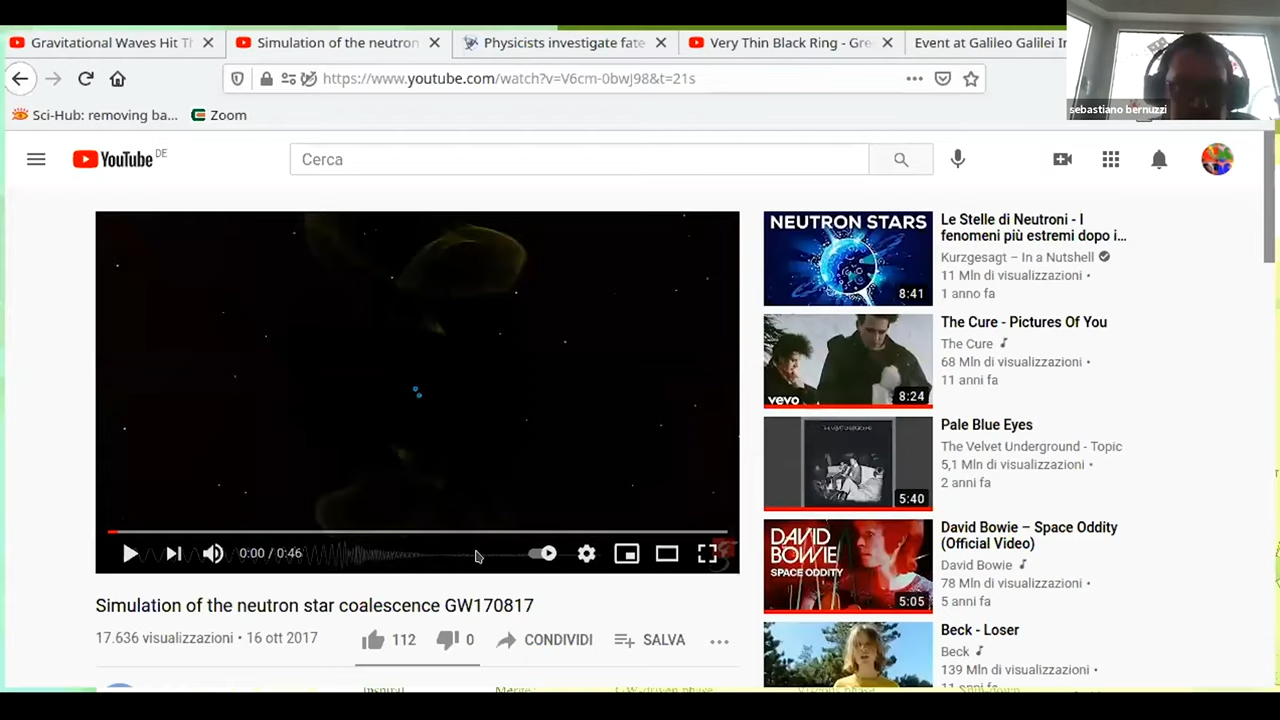 Gravitational Waves Hit Th
Simulation of the neutron
Physicists investigate fate
Very Thin Black Ring - Gre
Event at Galileo Galilei In
https://www.youtube.com/watch?v=V6cm-0bwJ98&t=21s
sebastiano bernuzzi
Sci-Hub: removing ba...
Zoom
YouTube DE
Cerca
NEUTRON STARS
8:41
Le Stelle di Neutroni - I
fenomeni più estremi dopo i...
Kurzgesagt – In a Nutshell
11 Mln di visualizzazioni •
1 anno fa
vevo
8:24
The Cure - Pictures Of You
The Cure
68 Mln di visualizzazioni •
11 anni fa
5:40
Pale Blue Eyes
The Velvet Underground - Topic
5,1 Mln di visualizzazioni •
2 anni fa
DAVID
BOWIE
SPACE ODDITY
5:05
David Bowie – Space Oddity
(Official Video)
David Bowie
78 Mln di visualizzazioni •
5 anni fa
Beck - Loser
Beck
139 Mln di visualizzazioni •
0:00 / 0:46
Simulation of the neutron star coalescence GW170817
17.636 visualizzazioni • 16 ott 2017
112
0
CONDIVIDI
SALVA